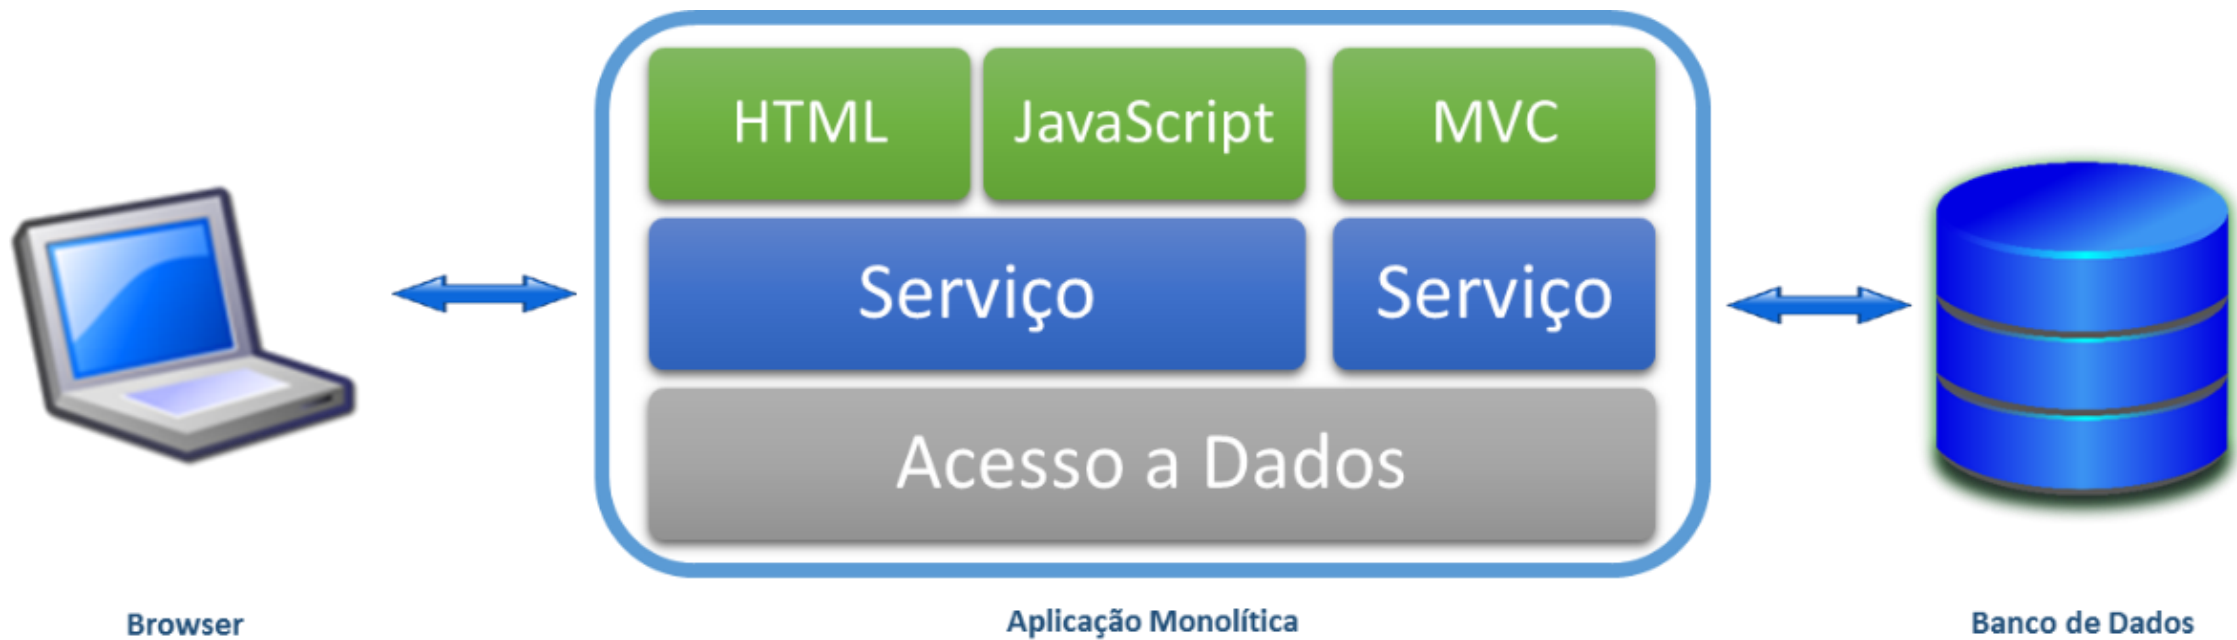 HTML
JavaScript
MVC
Serviço
Serviço
Acesso a Dados
Browser
Aplicação Monolítica
Banco de Dados